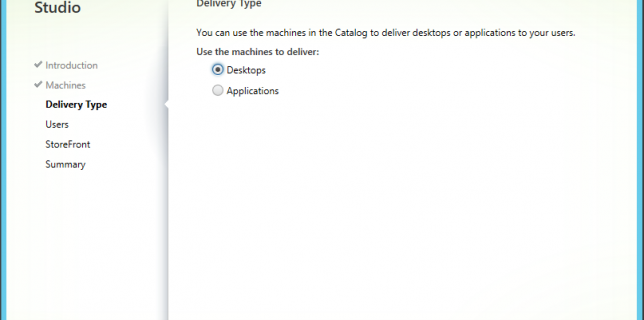 Studio
Delivery Type
You can use the machines in the Catalog to deliver desktops or applications to your users.
Use the machines to deliver:
Desktops
Applications
Introduction
Machines
Delivery Type
Users
StoreFront
Summary